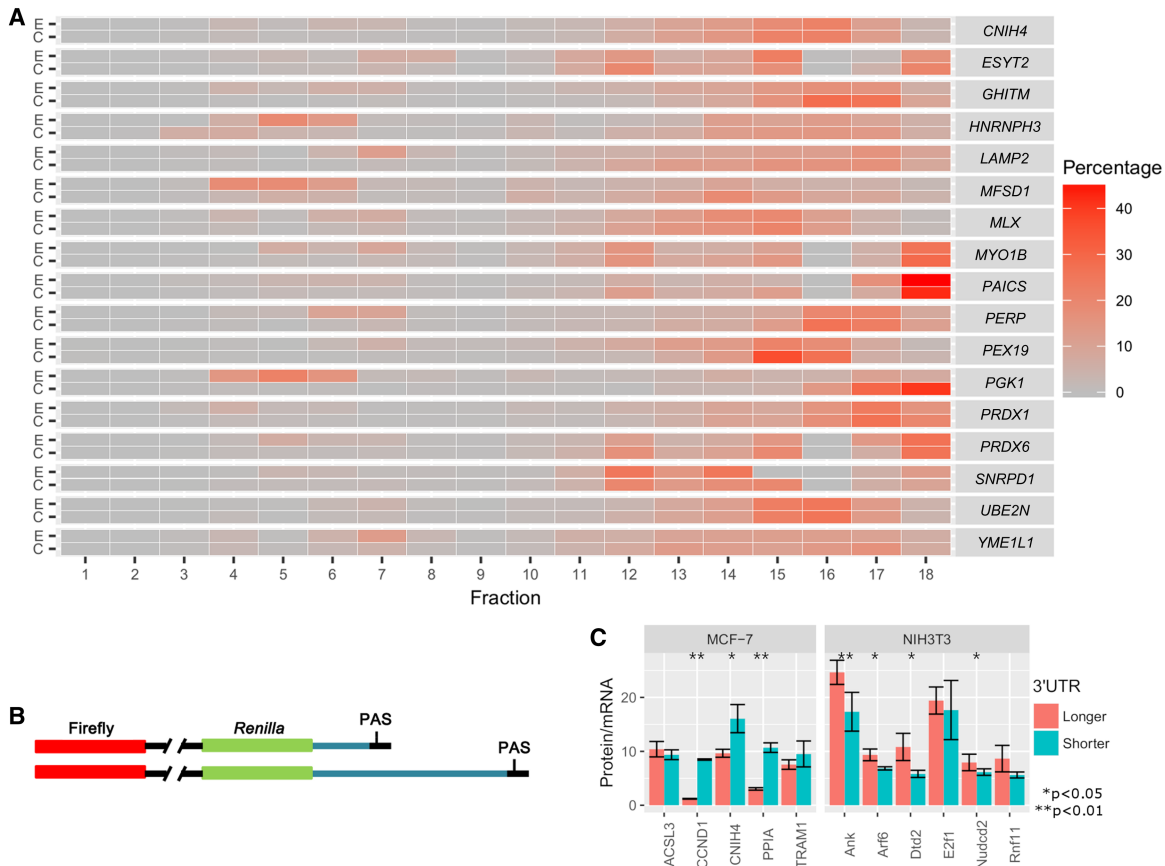 A
E
C
CNIH4
E
C
ESYT2
E
C
GHITM
E
C
HNRNPH3
E
C
LAMP2
E
C
MFSD1
E
C
MLX
E
C
MYO1B
E
C
PAICS
E
C
PERP
E
C
PEX19
E
C
PGK1
E
C
PRDX1
E
C
PRDX6
E
C
SNRPD1
E
C
UBE2N
E
C
YME1L1
1 2 3 4 5 6 7 8 9 10 11 12 13 14 15 16 17 18
Fraction
Percentage
40
30
20
10
0
B
Firefly
Renilla
PAS
PAS
C
MCF−7
NIH3T3
** * **
** * * *
Protein/mRNA
20
10
0
ACSL3
CCND1
CNIH4
PPIA
TRAM1
Ank
Arf6
Dtd2
E2f1
Nudcd2
Rnf11
3'UTR
Longer
Shorter
*p<0.05
**p<0.01